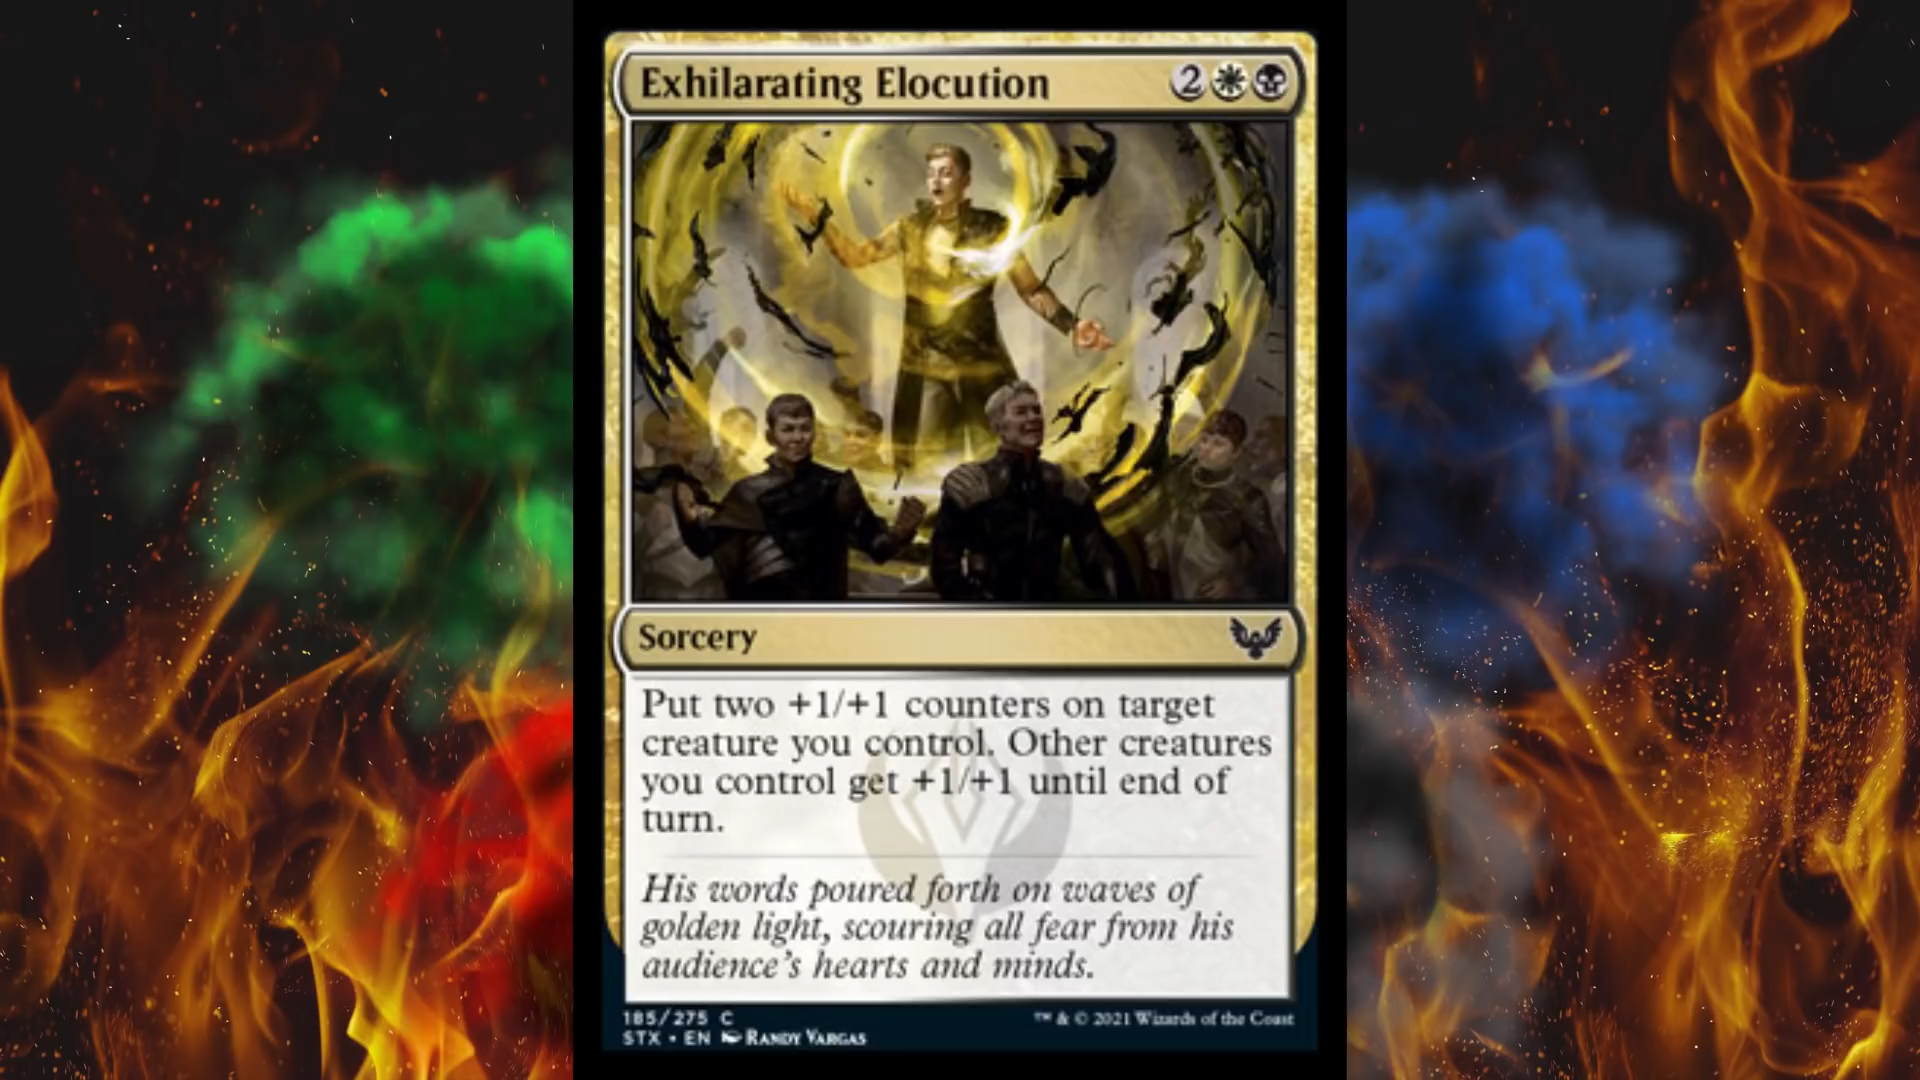 Exhilarating Elocution 2
Sorcery
Put two +1/+1 counters on target
creature you control. Other creatures
you control get +1/+1 until end of
turn.
His words poured forth on waves of
golden light, scouring all fear from his
audience's hearts and minds.
185/275 C
™ & © 2021 Wizards of the Coast
STX • EN Randy Vargas